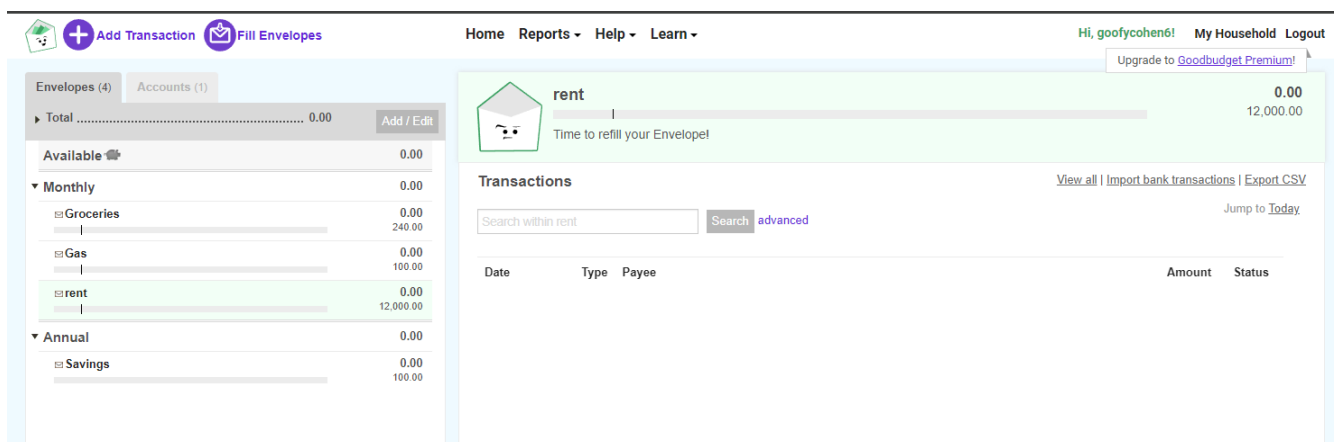 Add Transaction Fill Envelopes Home Reports Help Learn Hi, goofycohen6! My Household Logout
Upgrade to Goodbudget Premium!
Envelopes (4) Accounts (1)
Total ........................................................ 0.00 Add / Edit
Available 0.00
Monthly 0.00
Groceries 0.00
240.00
Gas 0.00
100.00
rent 0.00
12,000.00
Annual 0.00
Savings 0.00
100.00
rent 0.00
12,000.00
Time to refill your Envelope!
Transactions View all | Import bank transactions | Export CSV
Jump to Today
Search within rent Search advanced
Date Type Payee Amount Status